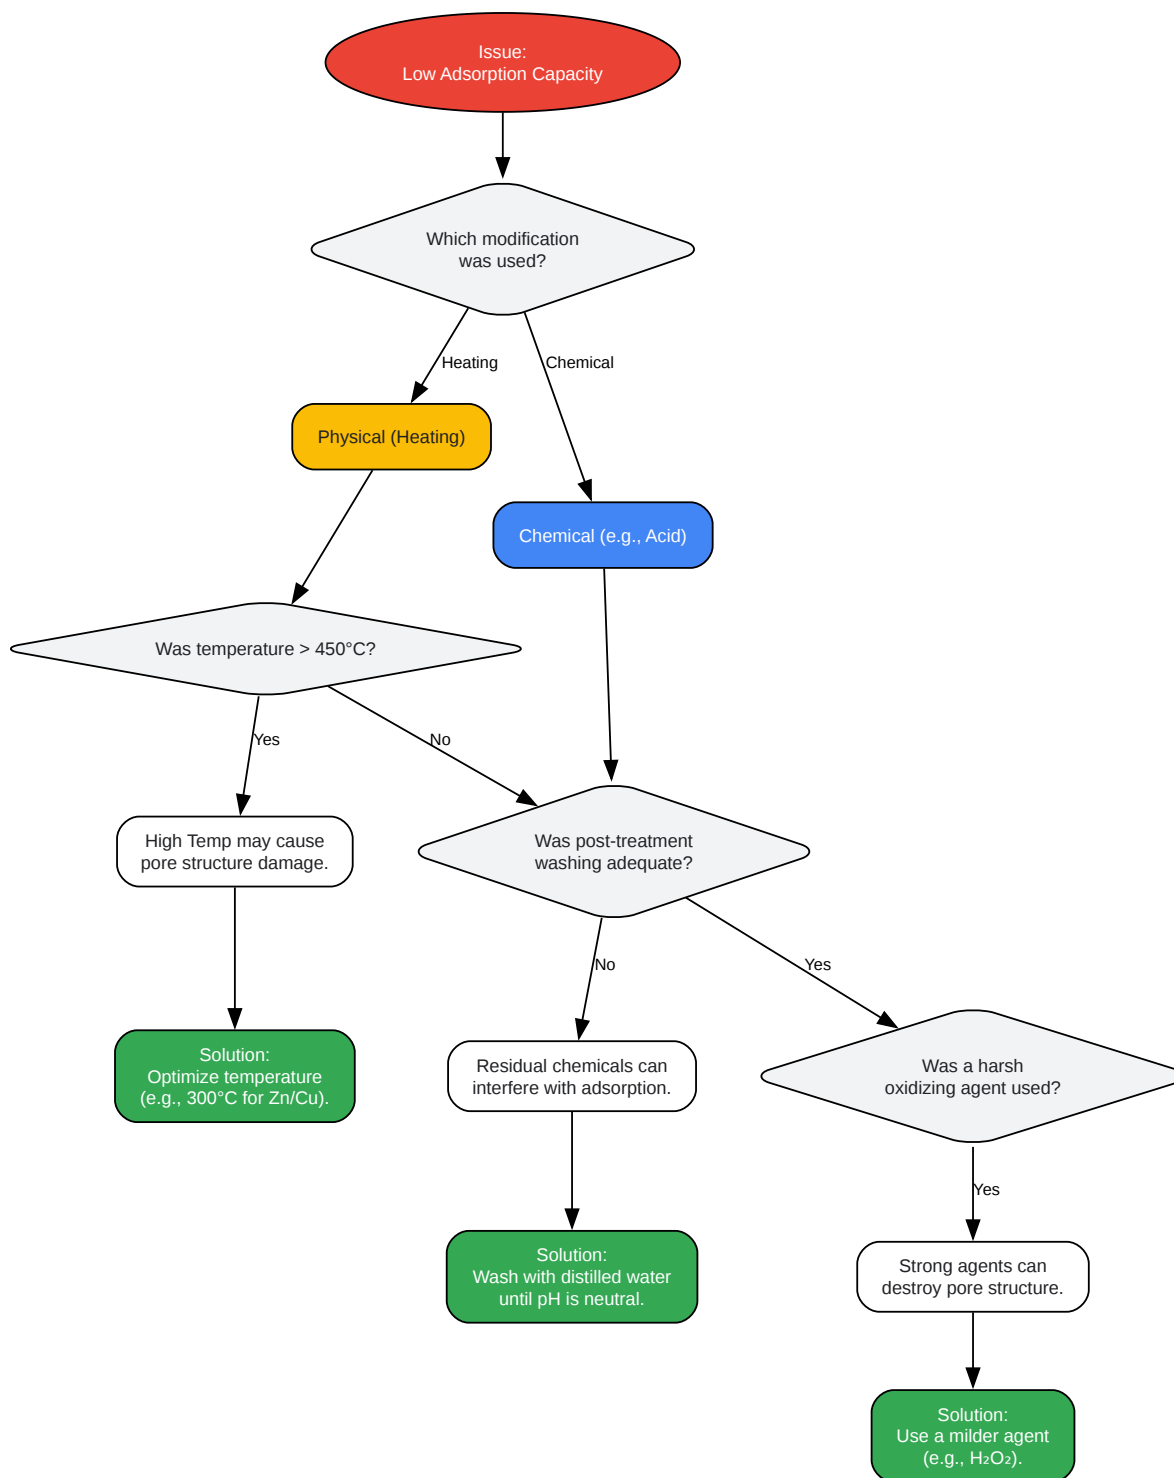 Issue:
Low Adsorption Capacity
Which modification
was used?
Heating
Chemical
Physical (Heating)
Chemical (e.g., Acid)
Was temperature > 450°C?
Yes
No
High Temp may cause
pore structure damage.
Was post-treatment
washing adequate?
No
Yes
Solution:
Optimize temperature
(e.g., 300°C for Zn/Cu).
Residual chemicals can
interfere with adsorption.
Was a harsh
oxidizing agent used?
Yes
Solution:
Wash with distilled water
until pH is neutral.
Strong agents can
destroy pore structure.
Solution:
Use a milder agent
(e.g., H₂O₂).